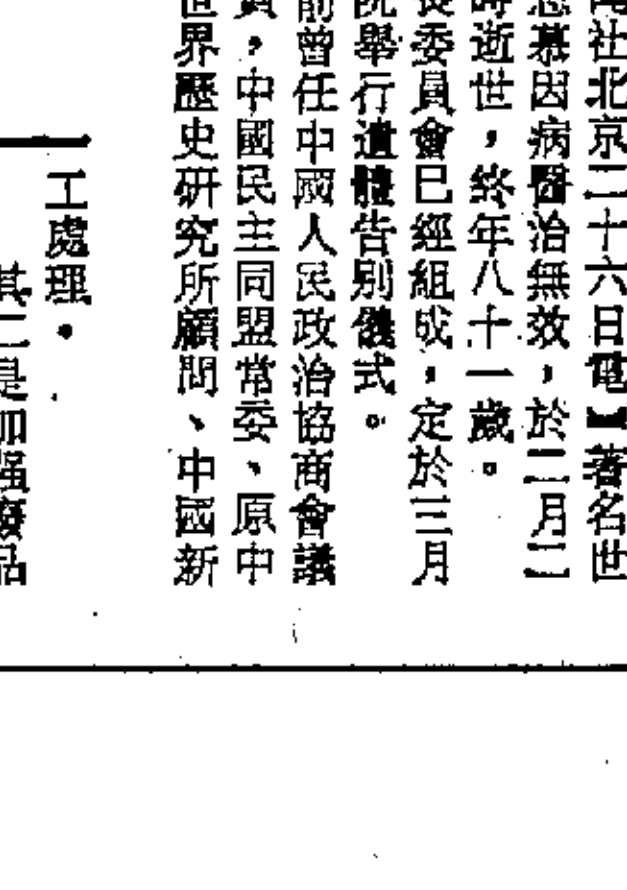 社北京二十六日電】著名世
慕因病醫治無效，於二月二
時逝世，終年八十一歲。
委員會已經組成，定於三月
院舉行遺體告別儀式。
前曾任中國人民政治協商會議
員，中國民主同盟常委、原中
世界歷史研究所顧問、中國新
工處理。
其二是加强廢品